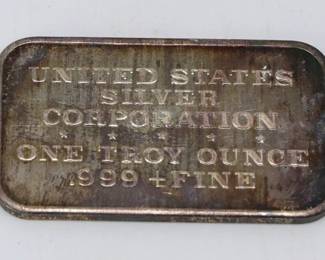 UNITED STATES
SILVER
CORPORATION
★ ★ ★ ★ ★
ONE TROY OUNCE
.999 + FINE